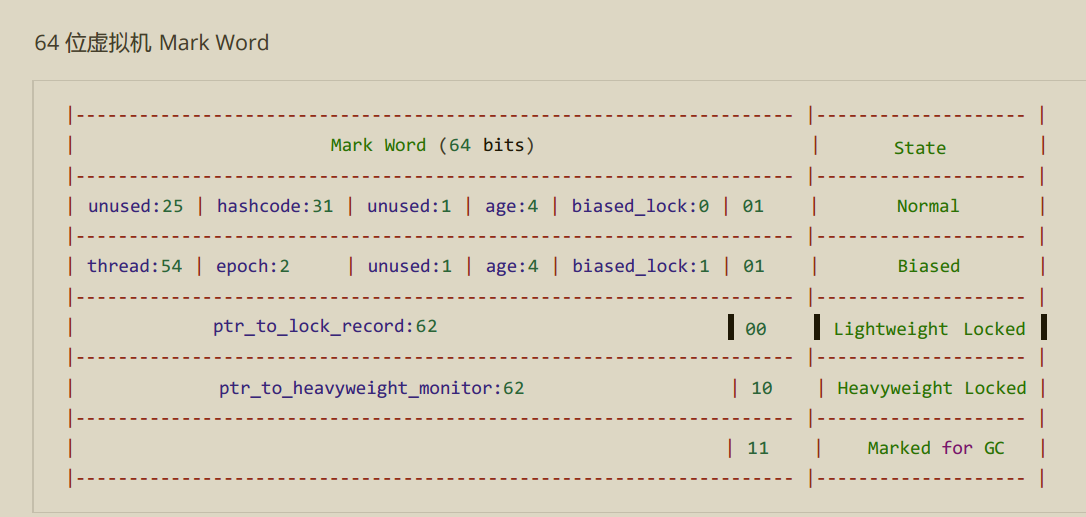 64 位虚拟机 Mark Word
|-------------------------------------------------------------------- |-------------------- |
| Mark Word (64 bits) | State |
|-------------------------------------------------------------------- |-------------------- |
| unused:25 | hashcode:31 | unused:1 | age:4 | biased_lock:0 | 01 | Normal |
|-------------------------------------------------------------------- |-------------------- |
| thread:54 | epoch:2 | unused:1 | age:4 | biased_lock:1 | 01 | Biased |
|-------------------------------------------------------------------- |-------------------- |
| ptr_to_lock_record:62 | 00 | Lightweight Locked |
|-------------------------------------------------------------------- |-------------------- |
| ptr_to_heavyweight_monitor:62 | 10 | Heavyweight Locked |
|-------------------------------------------------------------------- |-------------------- |
| | 11 | Marked for GC |
|-------------------------------------------------------------------- |-------------------- |